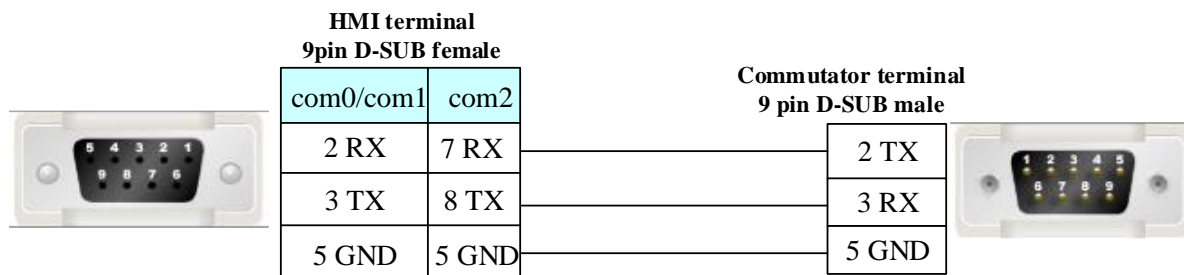 HMI terminal
9pin D-SUB female
com0/com1 com2
2 RX 7 RX
3 TX 8 TX
5 GND 5 GND
Commutator terminal
9 pin D-SUB male
2 TX
3 RX
5 GND
5 4 3 2 1
9 8 7 6
1 2 3 4 5
6 7 8 9